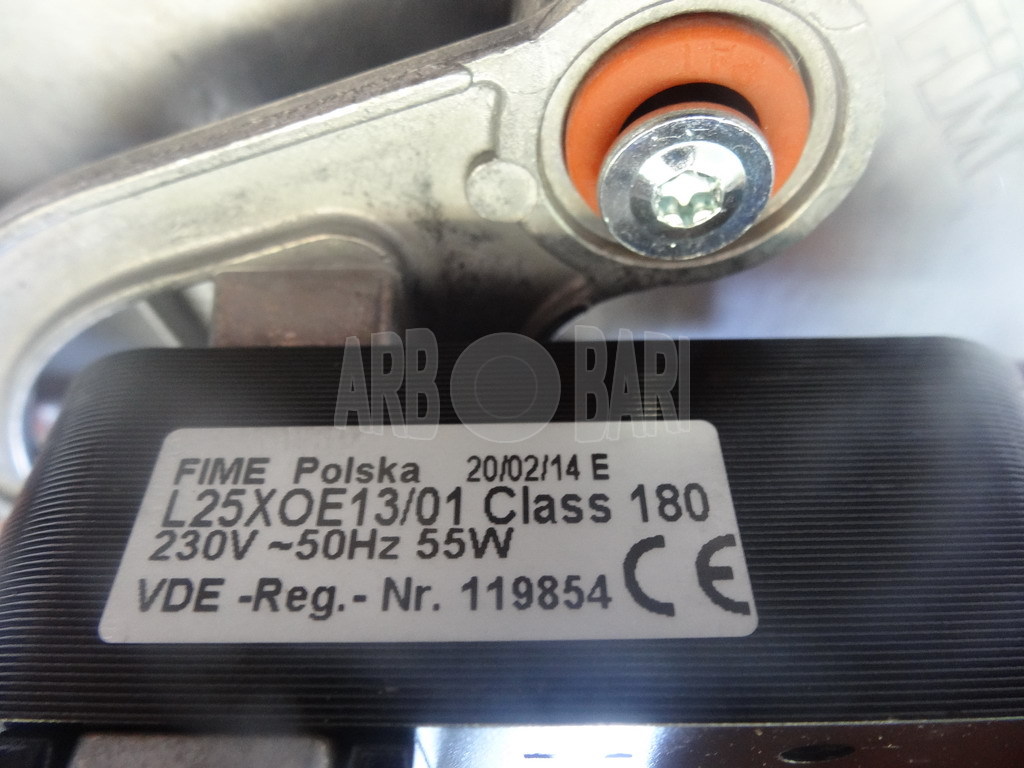 ARB BARI
FIME Polska 20/02/14 E
L25XOE13/01 Class 180
230V ~50Hz 55W
VDE -Reg.- Nr. 119854 CE